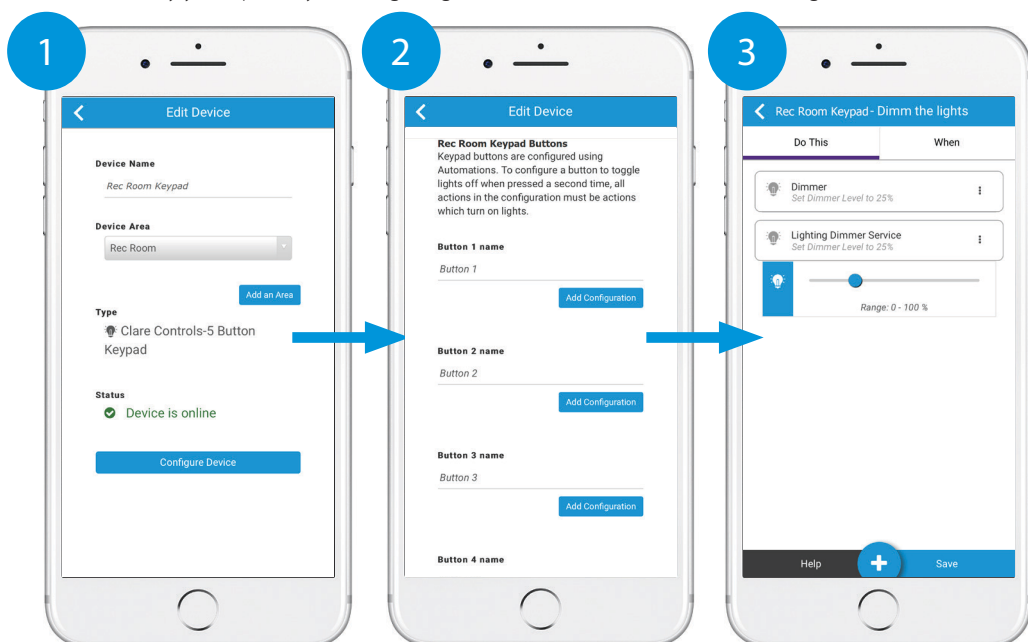 1
Edit Device
Device Name
Rec Room Keypad
Device Area
Rec Room
Add an Area
Type
Clare Controls-5 Button
Keypad
Status
Device is online
Configure Device
2
Edit Device
Rec Room Keypad Buttons
Keypad buttons are configured using
Automations. To configure a button to toggle
lights off when pressed a second time, all
actions in the configuration must be actions
which turn on lights.
Button 1 name
Button 1
Add Configuration
Button 2 name
Button 2
Add Configuration
Button 3 name
Button 3
Add Configuration
Button 4 name
3
Rec Room Keypad- Dimm the lights
Do This
When
Dimmer
Set Dimmer Level to 25%
Lighting Dimmer Service
Set Dimmer Level to 25%
Range: 0 - 100 %
Help
+
Save